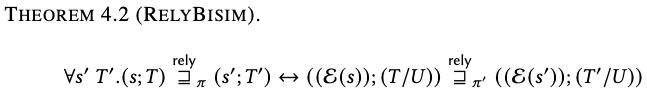 THEOREM 4.2 (RELYBISIM).
∀s′ T′.(s;T) ⊒^rely_π (s′;T′) ↔ ((ℰ(s));(T/U)) ⊒^rely_π′ ((ℰ(s′));(T′/U))